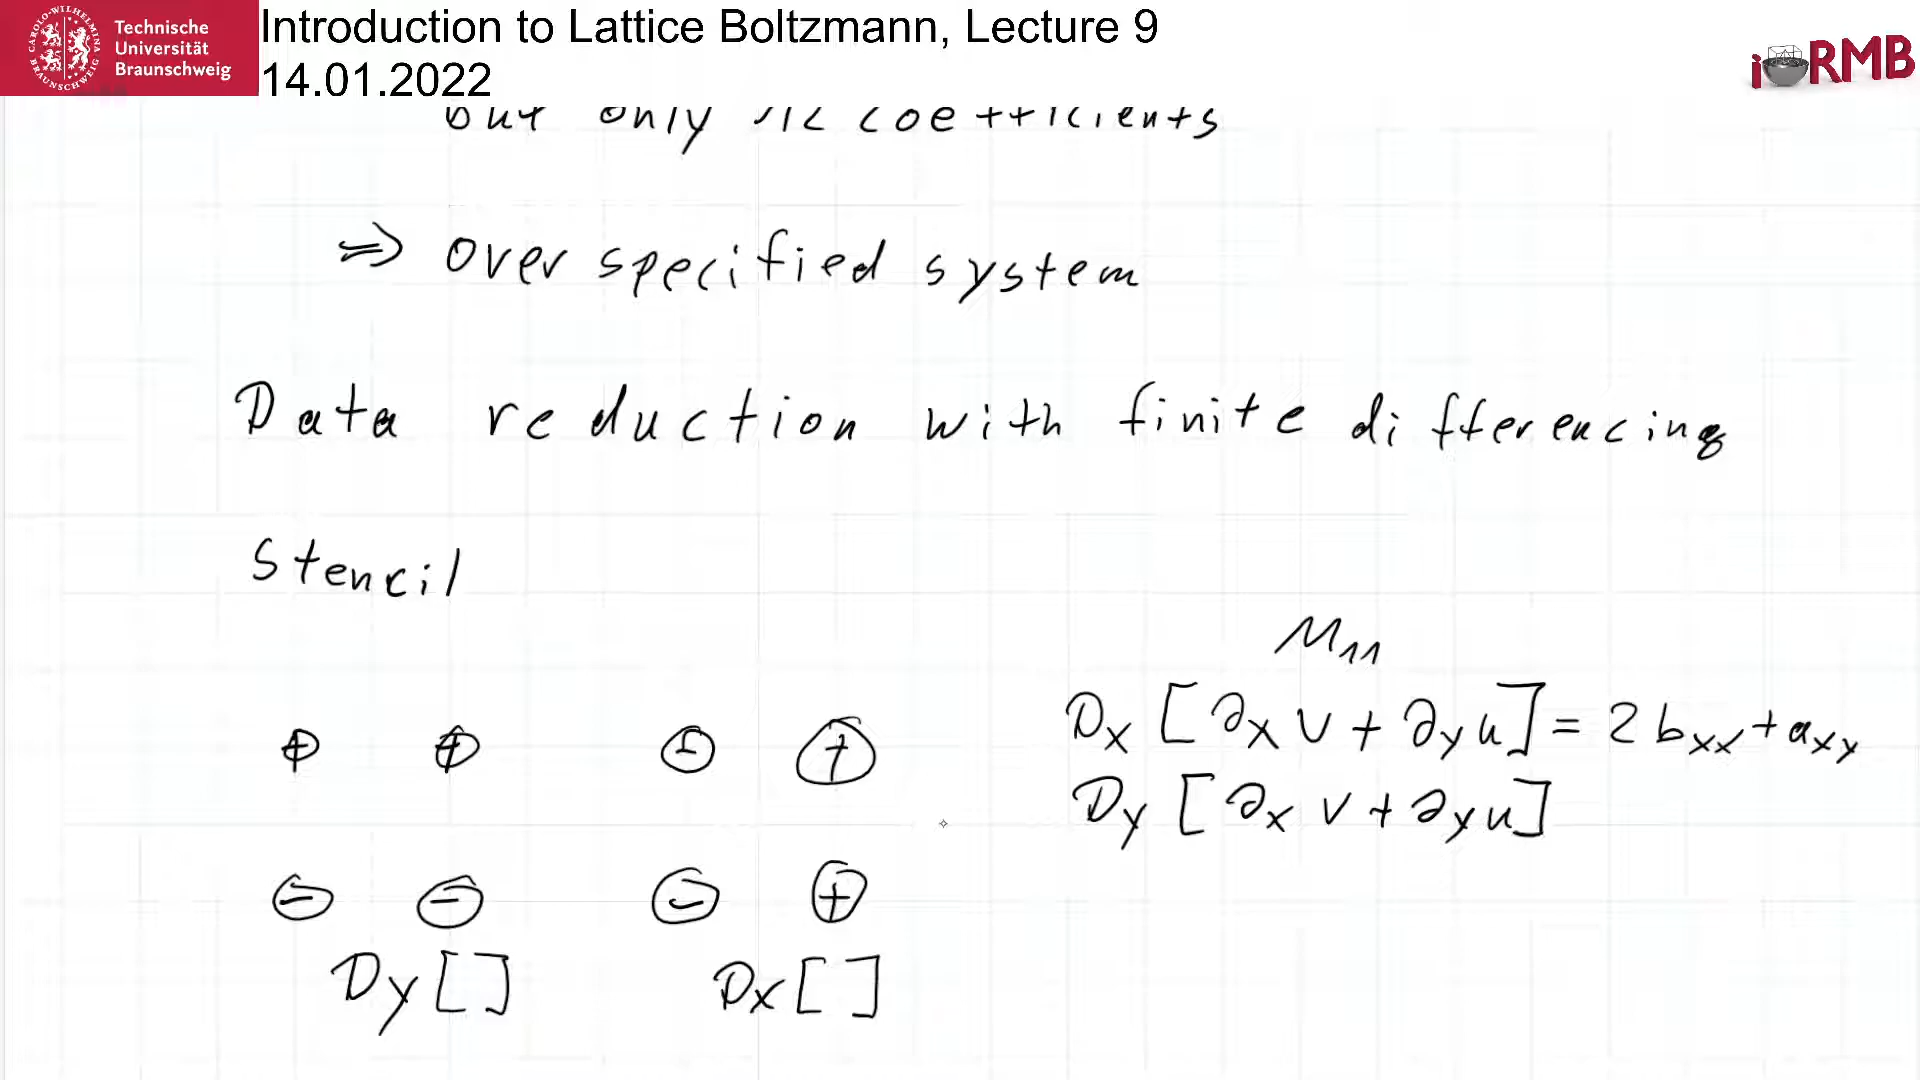 Technische
Universität
Braunschweig
Introduction to Lattice Boltzmann, Lecture 9
14.01.2022
iRMB
but only six coefficients
⇒ over specified system
Data reduction with finite differencing
Stencil
M₁₁
+ + - +
Dx [∂x v + ∂y u] = 2 bxx + axy
Dy [∂x v + ∂y u]
- - - +
Dy [] Dx []